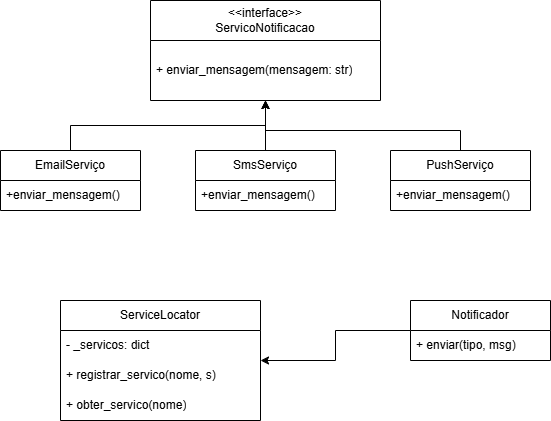 <<interface>>
ServicoNotificacao
+ enviar_mensagem(mensagem: str)
EmailServiço
+enviar_mensagem()
SmsServiço
+enviar_mensagem()
PushServiço
+enviar_mensagem()
ServiceLocator
- _servicos: dict
+ registrar_servico(nome, s)
+ obter_servico(nome)
Notificador
+ enviar(tipo, msg)